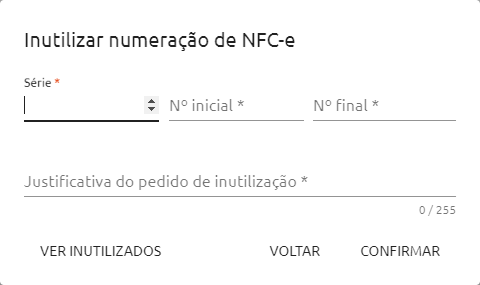 Inutilizar numeração de NFC-e
Série *
Nº inicial *
Nº final *
Justificativa do pedido de inutilização *
0 / 255
VER INUTILIZADOS
VOLTAR
CONFIRMAR